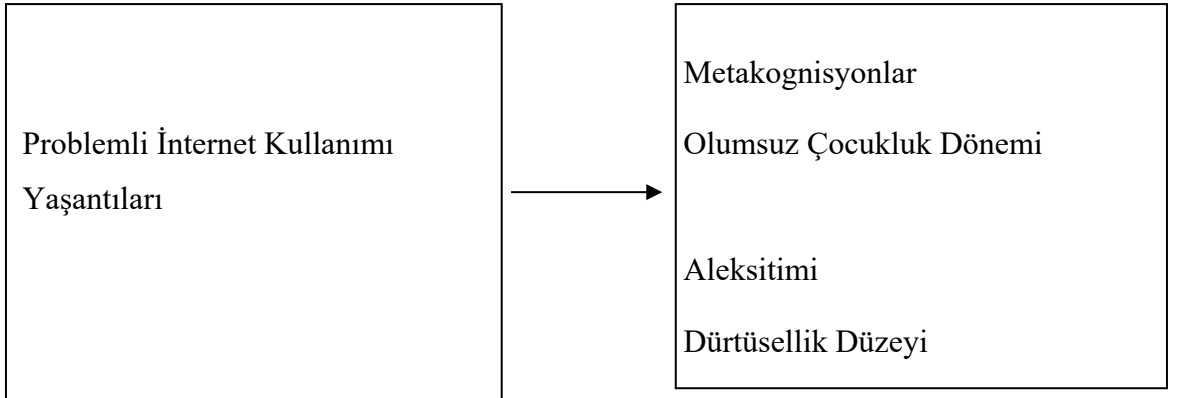 Problemli İnternet Kullanımı
Yaşantıları
Metakognisyonlar
Olumsuz Çocukluk Dönemi
Aleksitimi
Dürtüsellik Düzeyi